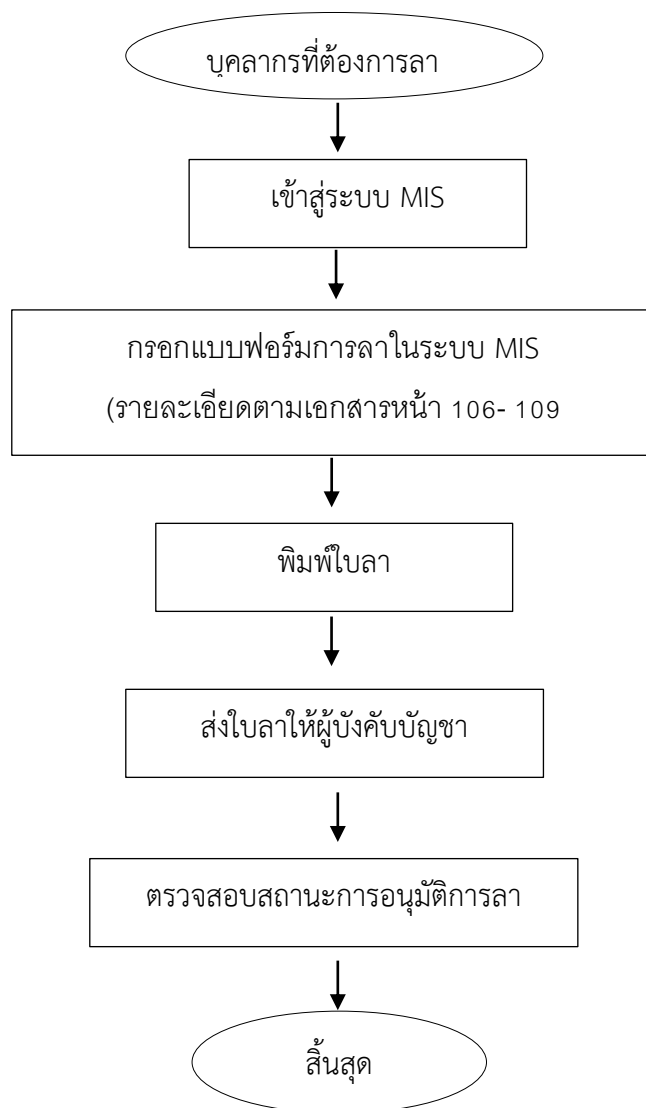 บุคลากรที่ต้องการลา
เข้าสู่ระบบ MIS
กรอกแบบฟอร์มการลาในระบบ MIS
(รายละเอียดตามเอกสารหน้า 106- 109
พิมพ์ใบลา
ส่งใบลาให้ผู้บังคับบัญชา
ตรวจสอบสถานะการอนุมัติการลา
สิ้นสุด